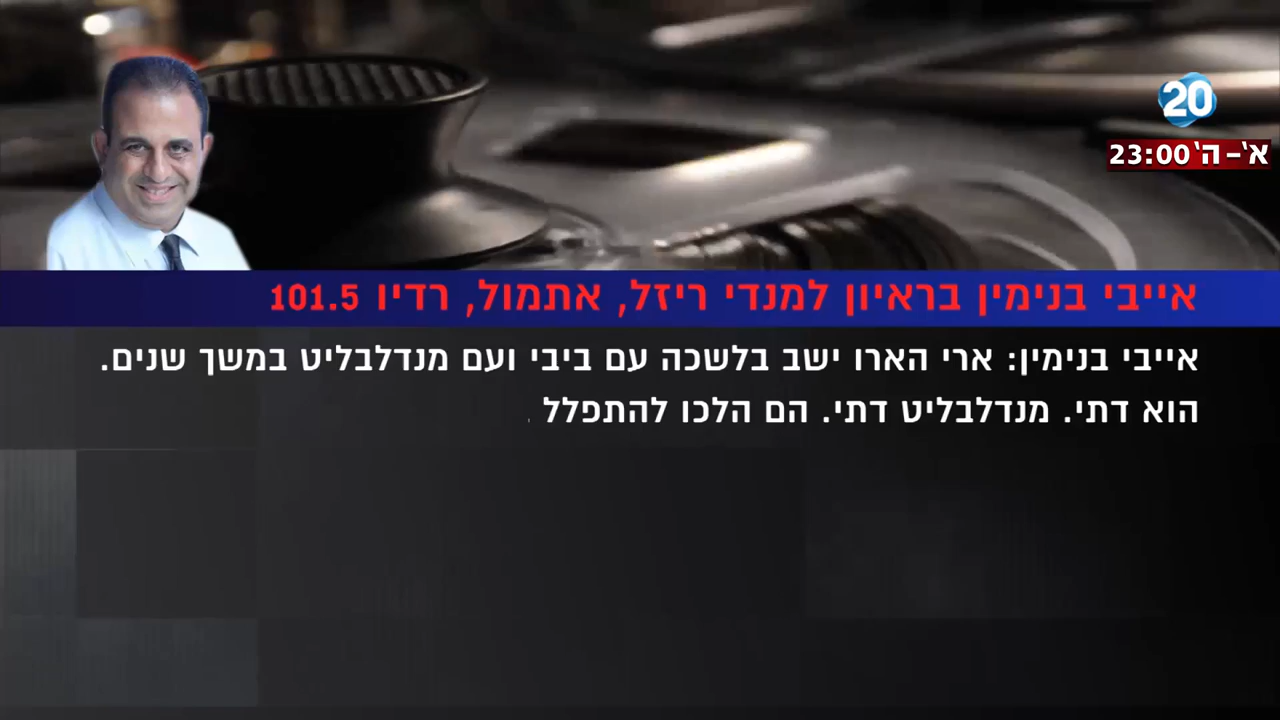 20
א'-ה' 23:00
אייבי בנימין בראיון למנדי ריזל, אתמול, רדיו 101.5
אייבי בנימין: ארי הארו ישב בלשכה עם ביבי ועם מנדלבליט במשך שנים.
הוא דתי. מנדלבליט דתי. הם הלכו להתפלל .